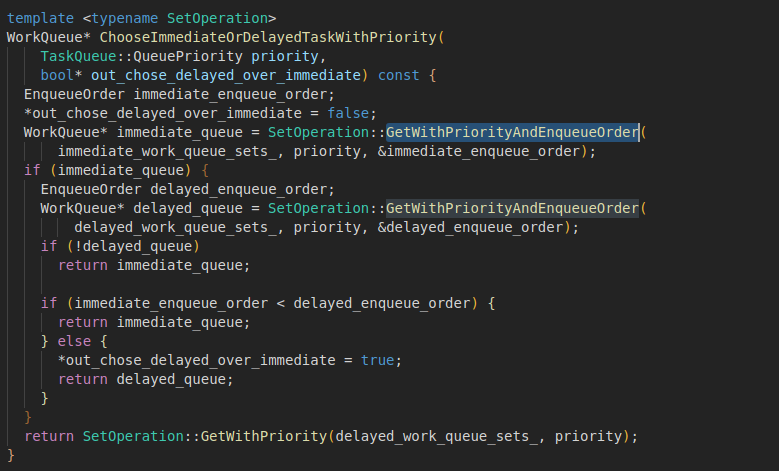 template <typename SetOperation>
WorkQueue* ChooseImmediateOrDelayedTaskWithPriority(
    TaskQueue::QueuePriority priority,
    bool* out_chose_delayed_over_immediate) const {
  EnqueueOrder immediate_enqueue_order;
  *out_chose_delayed_over_immediate = false;
  WorkQueue* immediate_queue = SetOperation::GetWithPriorityAndEnqueueOrder(
      immediate_work_queue_sets_, priority, &immediate_enqueue_order);
  if (immediate_queue) {
    EnqueueOrder delayed_enqueue_order;
    WorkQueue* delayed_queue = SetOperation::GetWithPriorityAndEnqueueOrder(
        delayed_work_queue_sets_, priority, &delayed_enqueue_order);
    if (!delayed_queue)
      return immediate_queue;

    if (immediate_enqueue_order < delayed_enqueue_order) {
      return immediate_queue;
    } else {
      *out_chose_delayed_over_immediate = true;
      return delayed_queue;
    }
  }
  return SetOperation::GetWithPriority(delayed_work_queue_sets_, priority);
}